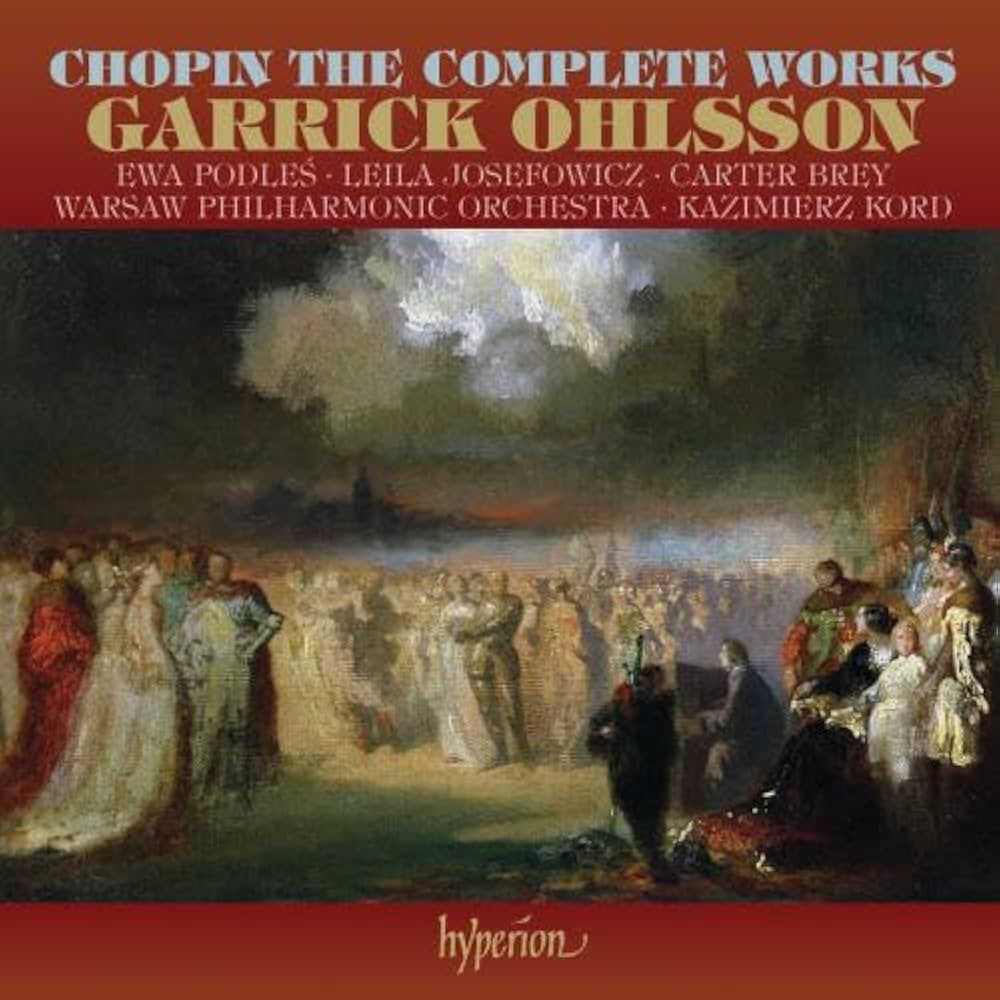 CHOPIN THE COMPLETE WORKS
GARRICK OHLSSON
EWA PODLEŚ · LEILA JOSEFOWICZ · CARTER BREY
WARSAW PHILHARMONIC ORCHESTRA · KAZIMIERZ KORD
hyperion